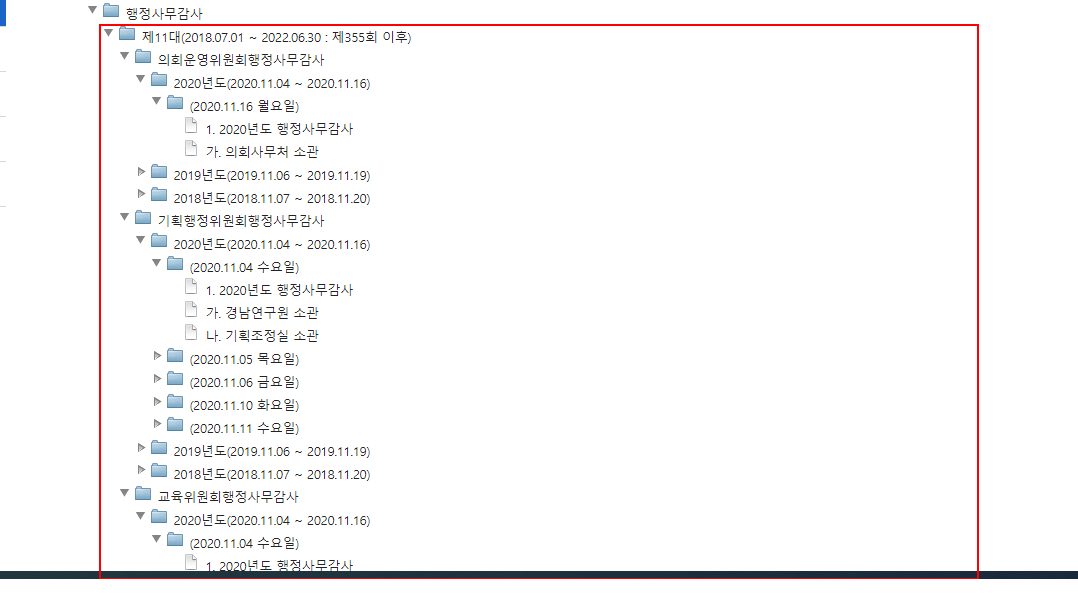 행정사무감사
제11대(2018.07.01 ~ 2022.06.30 : 제355회 이후)
의회운영위원회행정사무감사
2020년도(2020.11.04 ~ 2020.11.16)
(2020.11.16 월요일)
1. 2020년도 행정사무감사
가. 의회사무처 소관
2019년도(2019.11.06 ~ 2019.11.19)
2018년도(2018.11.07 ~ 2018.11.20)
기획행정위원회행정사무감사
2020년도(2020.11.04 ~ 2020.11.16)
(2020.11.04 수요일)
1. 2020년도 행정사무감사
가. 경남연구원 소관
나. 기획조정실 소관
(2020.11.05 목요일)
(2020.11.06 금요일)
(2020.11.10 화요일)
(2020.11.11 수요일)
2019년도(2019.11.06 ~ 2019.11.19)
2018년도(2018.11.07 ~ 2018.11.20)
교육위원회행정사무감사
2020년도(2020.11.04 ~ 2020.11.16)
(2020.11.04 수요일)
1. 2020년도 행정사무감사